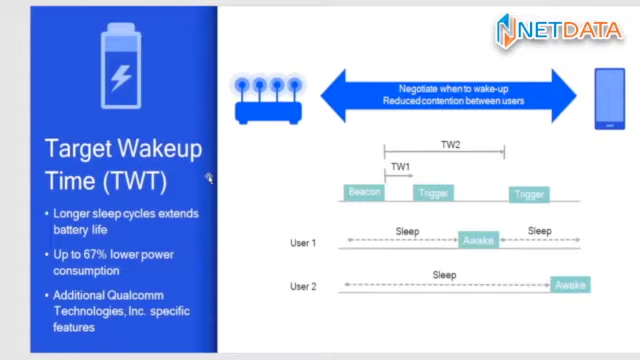 NETDATA
Negotiate when to wake-up
Reduced contention between users
Target Wakeup
Time (TWT)
• Longer sleep cycles extends
battery life
• Up to 67% lower power
consumption
• Additional Qualcomm
Technologies, Inc. specific
features
TW2
TW1
Beacon Trigger Trigger
User 1 Sleep Awake Sleep
User 2 Sleep Awake